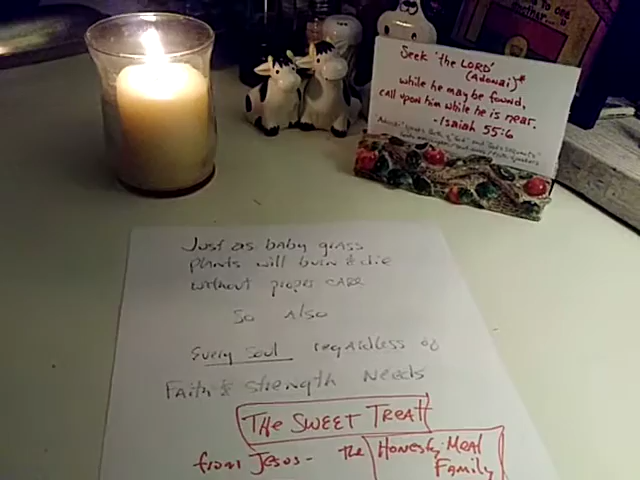 Seek 'the LORD'
(Adonai)*
while he may be found,
call upon him while he is near.
-Isaiah 55:6
Just as baby grass
plants will burn & die
without proper care
So Also
Every soul regardless of
Faith & strength Needs
THE SWEET TREAT
from Jesus - the Honesty-Meal
Family